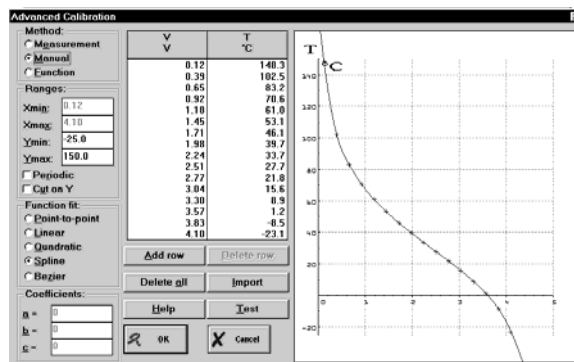 Advanced Calibration
Method:
Measurement
Manual
Function
Ranges:
Xmin: 0.12
Xmax: 4.10
Ymin: -25.0
Ymax: 150.0
Periodic
Cut on Y
Function fit:
Point-to-point
Linear
Quadratic
Spline
Bezier
Coefficients:
a = 0
b = 0
c = 0
V T
V °C
0.12 148.3
0.39 102.5
0.65 83.2
0.92 70.6
1.18 61.0
1.45 53.1
1.71 46.1
1.98 39.7
2.24 33.7
2.51 27.7
2.77 21.8
3.04 15.6
3.30 8.9
3.57 1.2
3.83 -8.5
4.10 -23.1
Add row
Delete row
Delete all
Import
Help
Test
OK
Cancel
T
C
140
120
100
80
60
40
20
0
-20
0 1 2 3 4 5